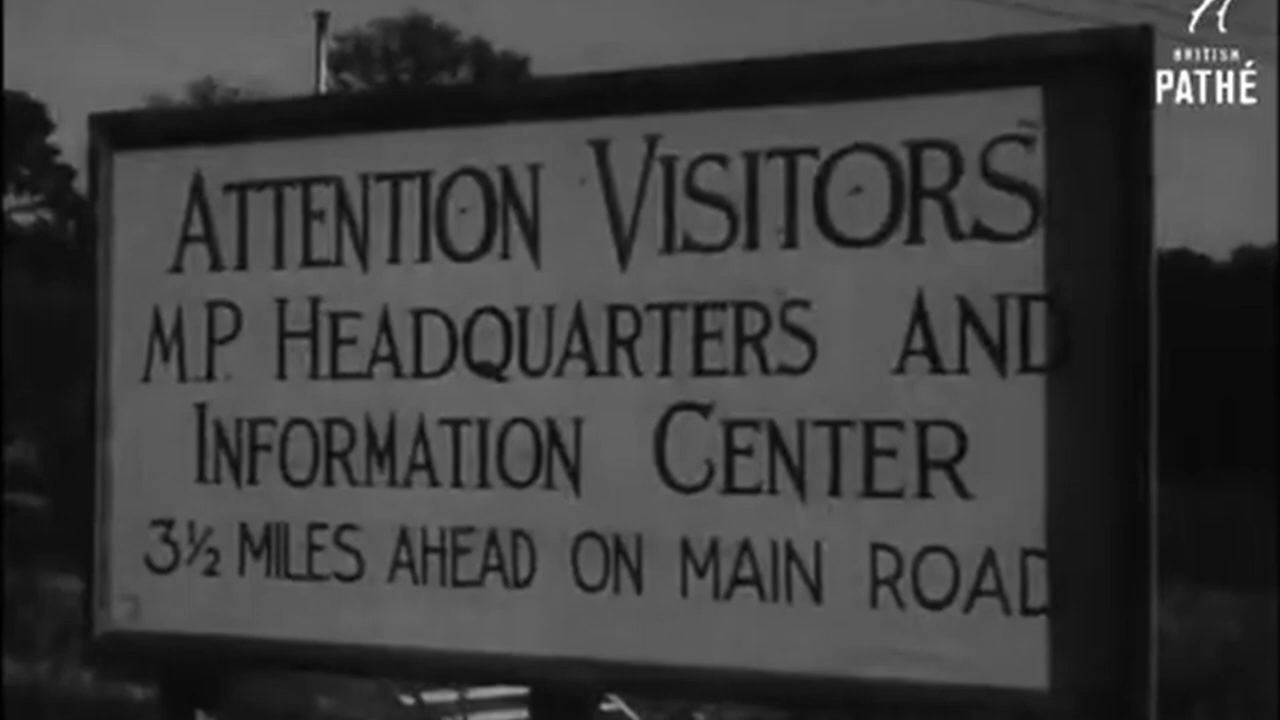 BRITISH
PATHÉ
ATTENTION VISITORS
M.P. HEADQUARTERS AND
INFORMATION CENTER
3½ MILES AHEAD ON MAIN ROAD